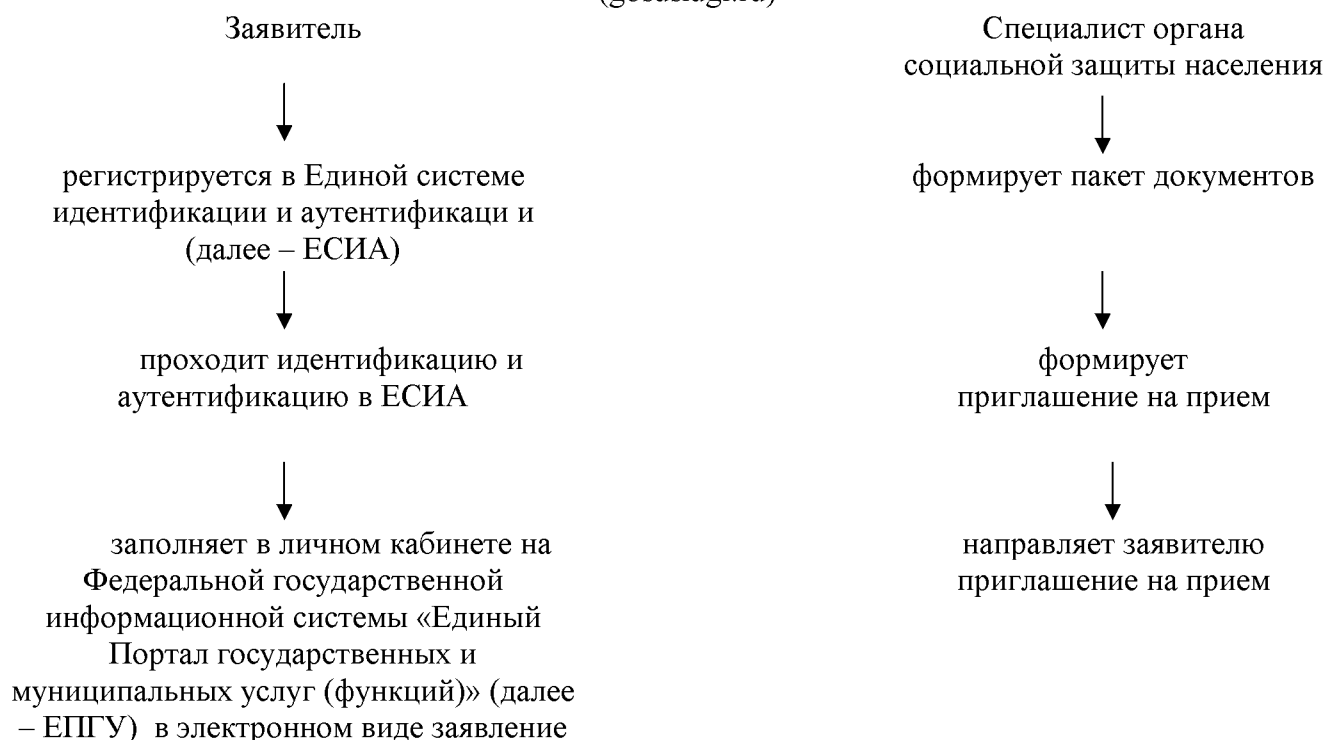 (gosuslugi.ru)
Заявитель
регистрируется в Единой системе
идентификации и аутентификаци и
(далее – ЕСИА)
проходит идентификацию и
аутентификацию в ЕСИА
заполняет в личном кабинете на
Федеральной государственной
информационной системы «Единый
Портал государственных и
муниципальных услуг (функций)» (далее
– ЕПГУ) в электронном виде заявление
Специалист органа
социальной защиты населения
формирует пакет документов
формирует
приглашение на прием
направляет заявителю
приглашение на прием